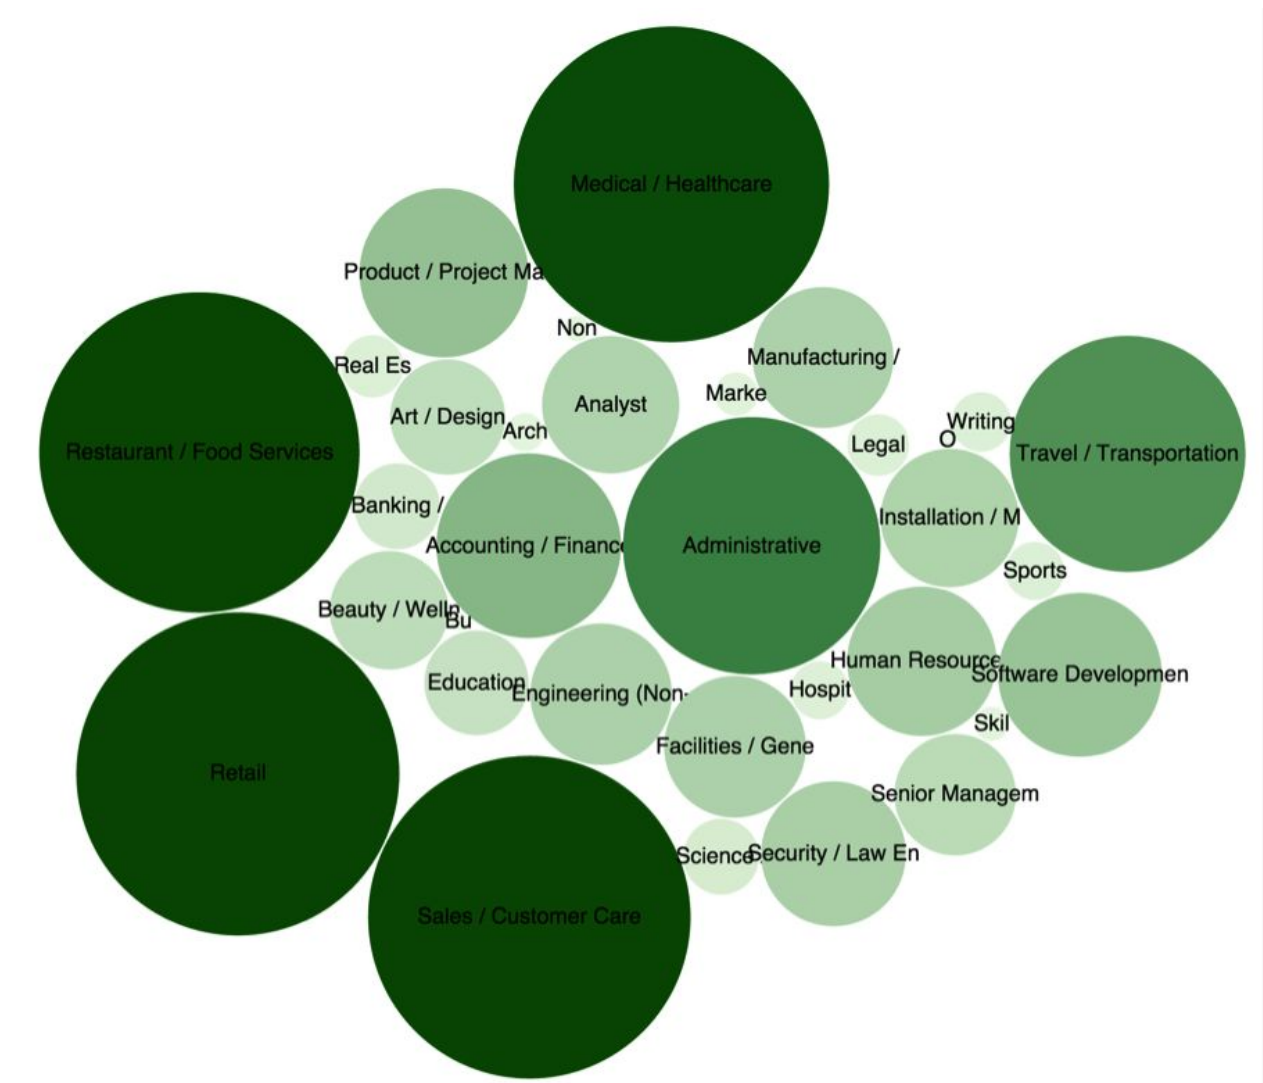 Medical / Healthcare
Product / Project Ma
Non
Manufacturing /
Real Es
Marke
Analyst
Art / Design
Writing
Arch
O
Legal
Restaurant / Food Services
Travel / Transportation
Banking /
Installation / M
Accounting / Finance
Administrative
Sports
Beauty / Welln
Bu
Human Resource
Software Developmen
Education
Hospit
Engineering (Non-
Skil
Facilities / Gene
Retail
Senior Managem
Science
Security / Law En
Sales / Customer Care